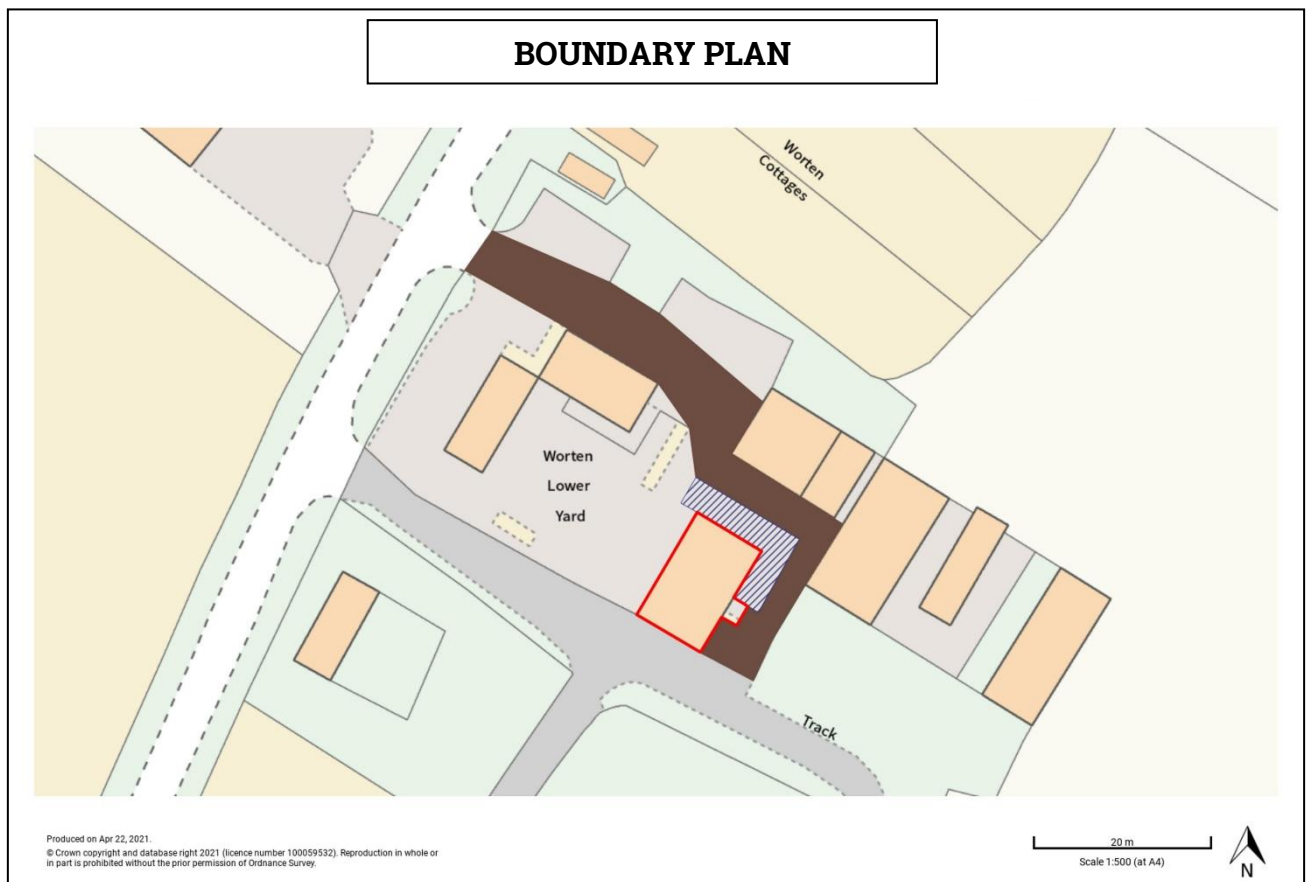 BOUNDARY PLAN
Worten
Cottages
Worten
Lower
Yard
Track
Produced on Apr 22, 2021.
© Crown copyright and database right 2021 (licence number 100059532). Reproduction in whole or
in part is prohibited without the prior permission of Ordnance Survey.
20 m
Scale 1:500 (at A4)
N